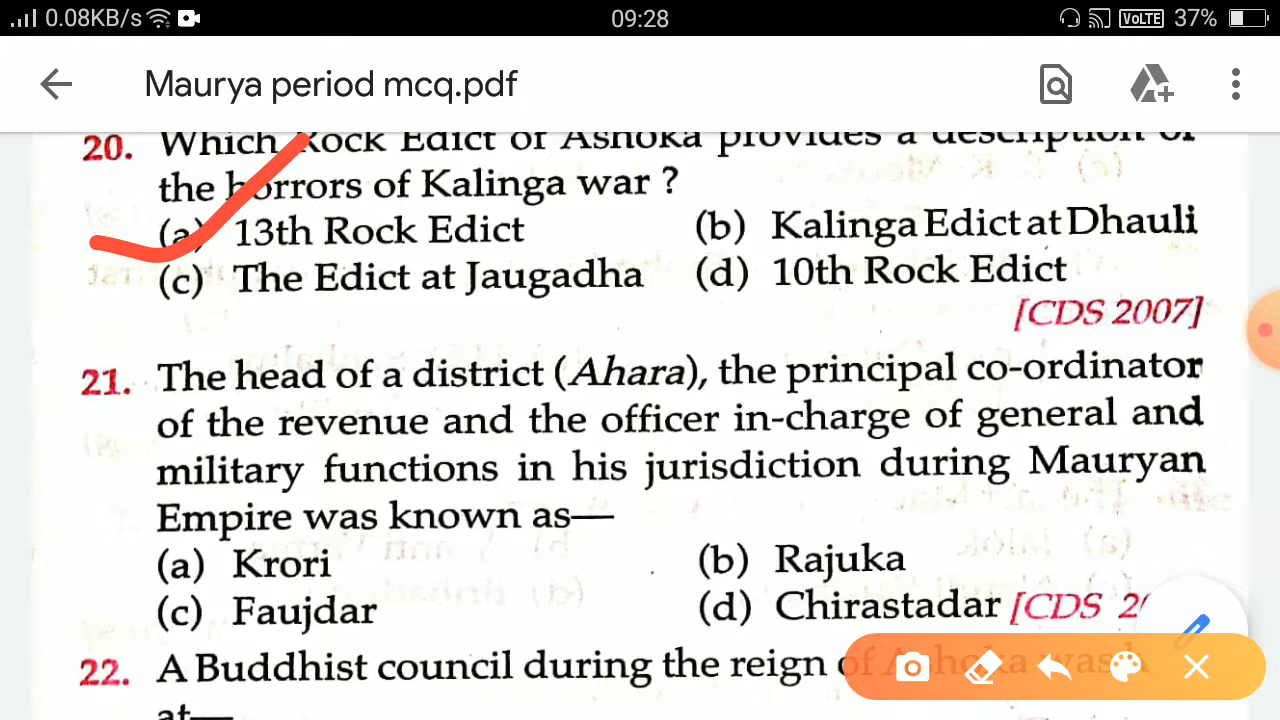 0.08KB/s 09:28 VoLTE 37%
Maurya period mcq.pdf
20. Which Rock Edict of Ashoka provides a description of
the horrors of Kalinga war ?
(a) 13th Rock Edict (b) Kalinga Edict at Dhauli
(c) The Edict at Jaugadha (d) 10th Rock Edict
[CDS 2007]
21. The head of a district (Ahara), the principal co-ordinator
of the revenue and the officer in-charge of general and
military functions in his jurisdiction during Mauryan
Empire was known as—
(a) Krori (b) Rajuka
(c) Faujdar (d) Chirastadar [CDS
22. A Buddhist council during the reign of Ashoka was
at—